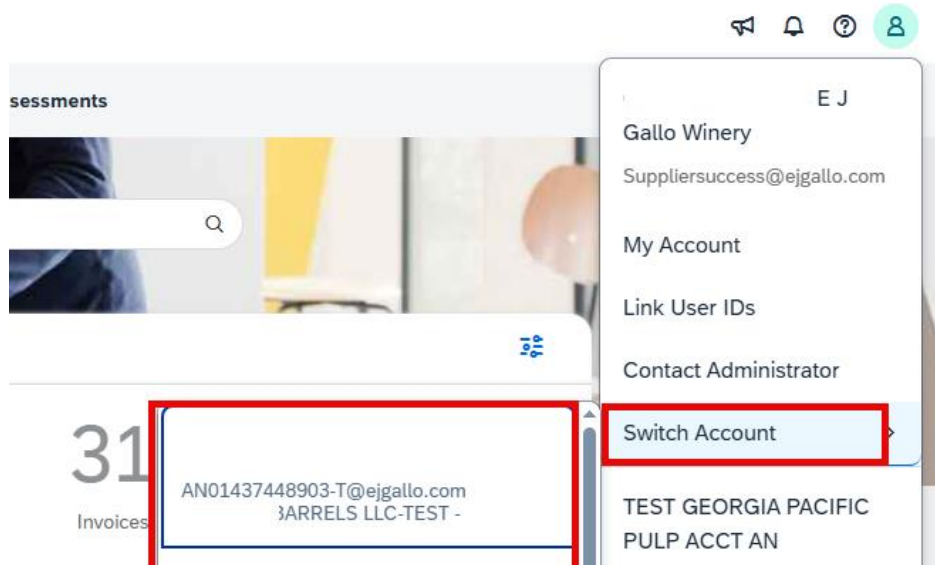 E J
Gallo Winery
sessments
Suppliersuccess@ejgallo.com
My Account
Link User IDs
Contact Administrator
Switch Account
31
Invoices
AN01437448903-T@ejgallo.com
BARRELS LLC-TEST -
TEST GEORGIA PACIFIC
PULP ACCT AN